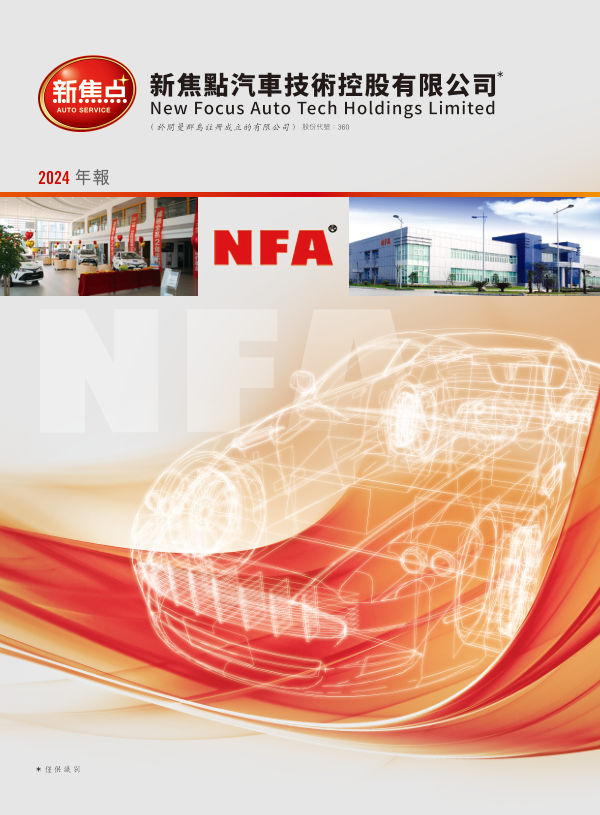 新焦点
AUTO SERVICE
新焦點汽車技術控股有限公司*
New Focus Auto Tech Holdings Limited
(於開曼群島註冊成立的有限公司) 股份代號：360
2024 年報
NFA
NFA
NFA
*僅供識別